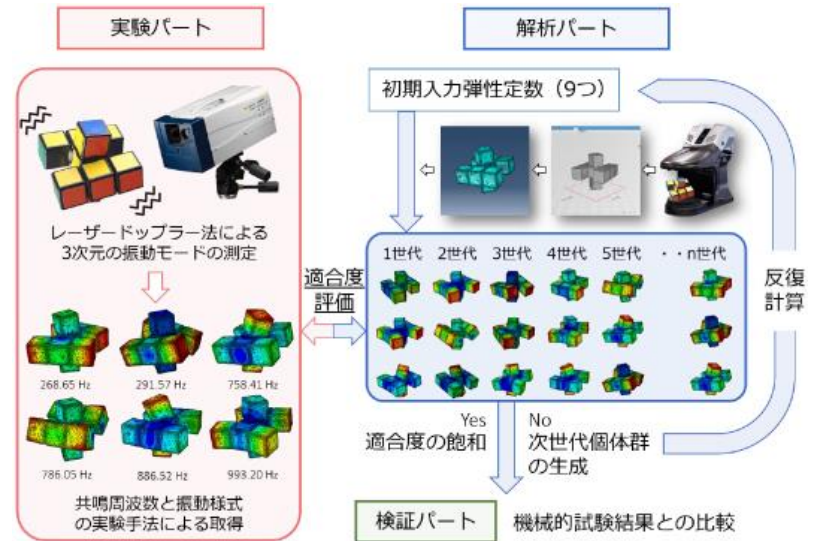 実験パート
レーザードップラー法による
3次元の振動モードの測定
268.65 Hz
291.57 Hz
758.41 Hz
786.05 Hz
886.52 Hz
993.20 Hz
共鳴周波数と振動様式
の実験手法による取得
適合度
評価
解析パート
初期入力弾性定数（9つ）
1世代 2世代 3世代 4世代 5世代 ・・n世代
反復
計算
Yes
適合度の飽和
No
次世代個体群
の生成
検証パート
機械的試験結果との比較